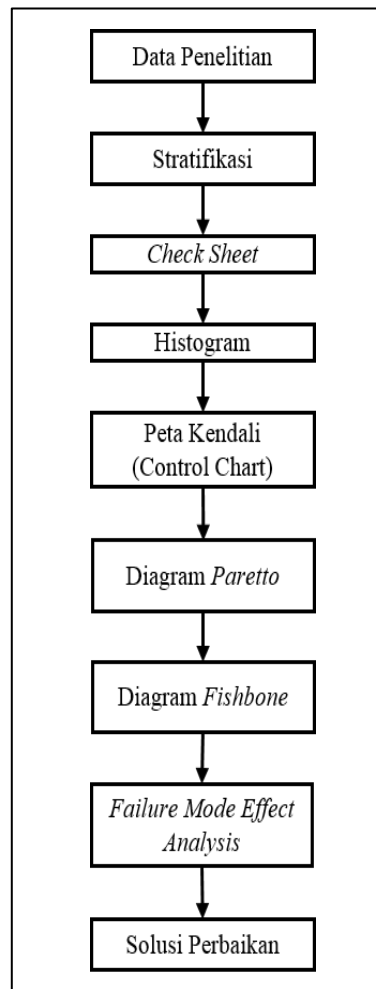 Data Penelitian
Stratifikasi
Check Sheet
Histogram
Peta Kendali
(Control Chart)
Diagram Paretto
Diagram Fishbone
Failure Mode Effect
Analysis
Solusi Perbaikan